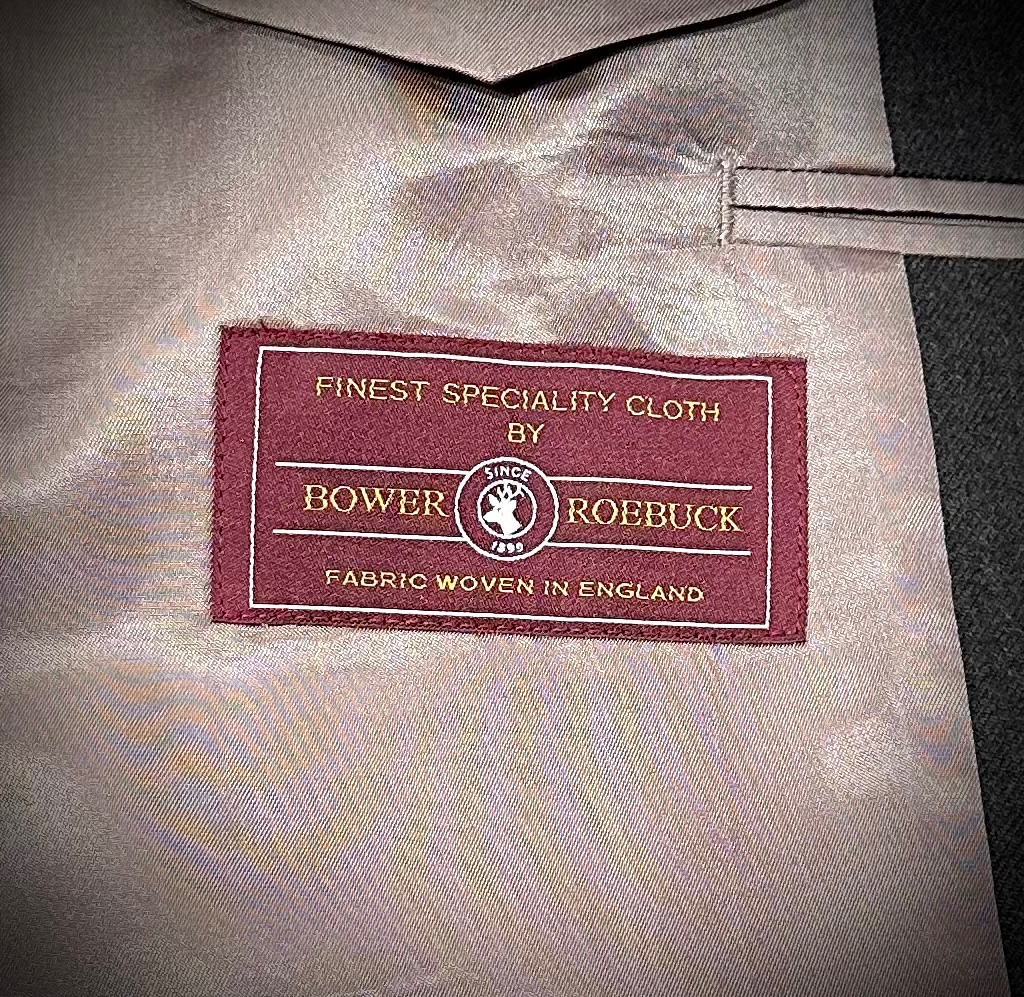 FINEST SPECIALITY CLOTH
BY
SINCE
BOWER ROEBUCK
1899
FABRIC WOVEN IN ENGLAND